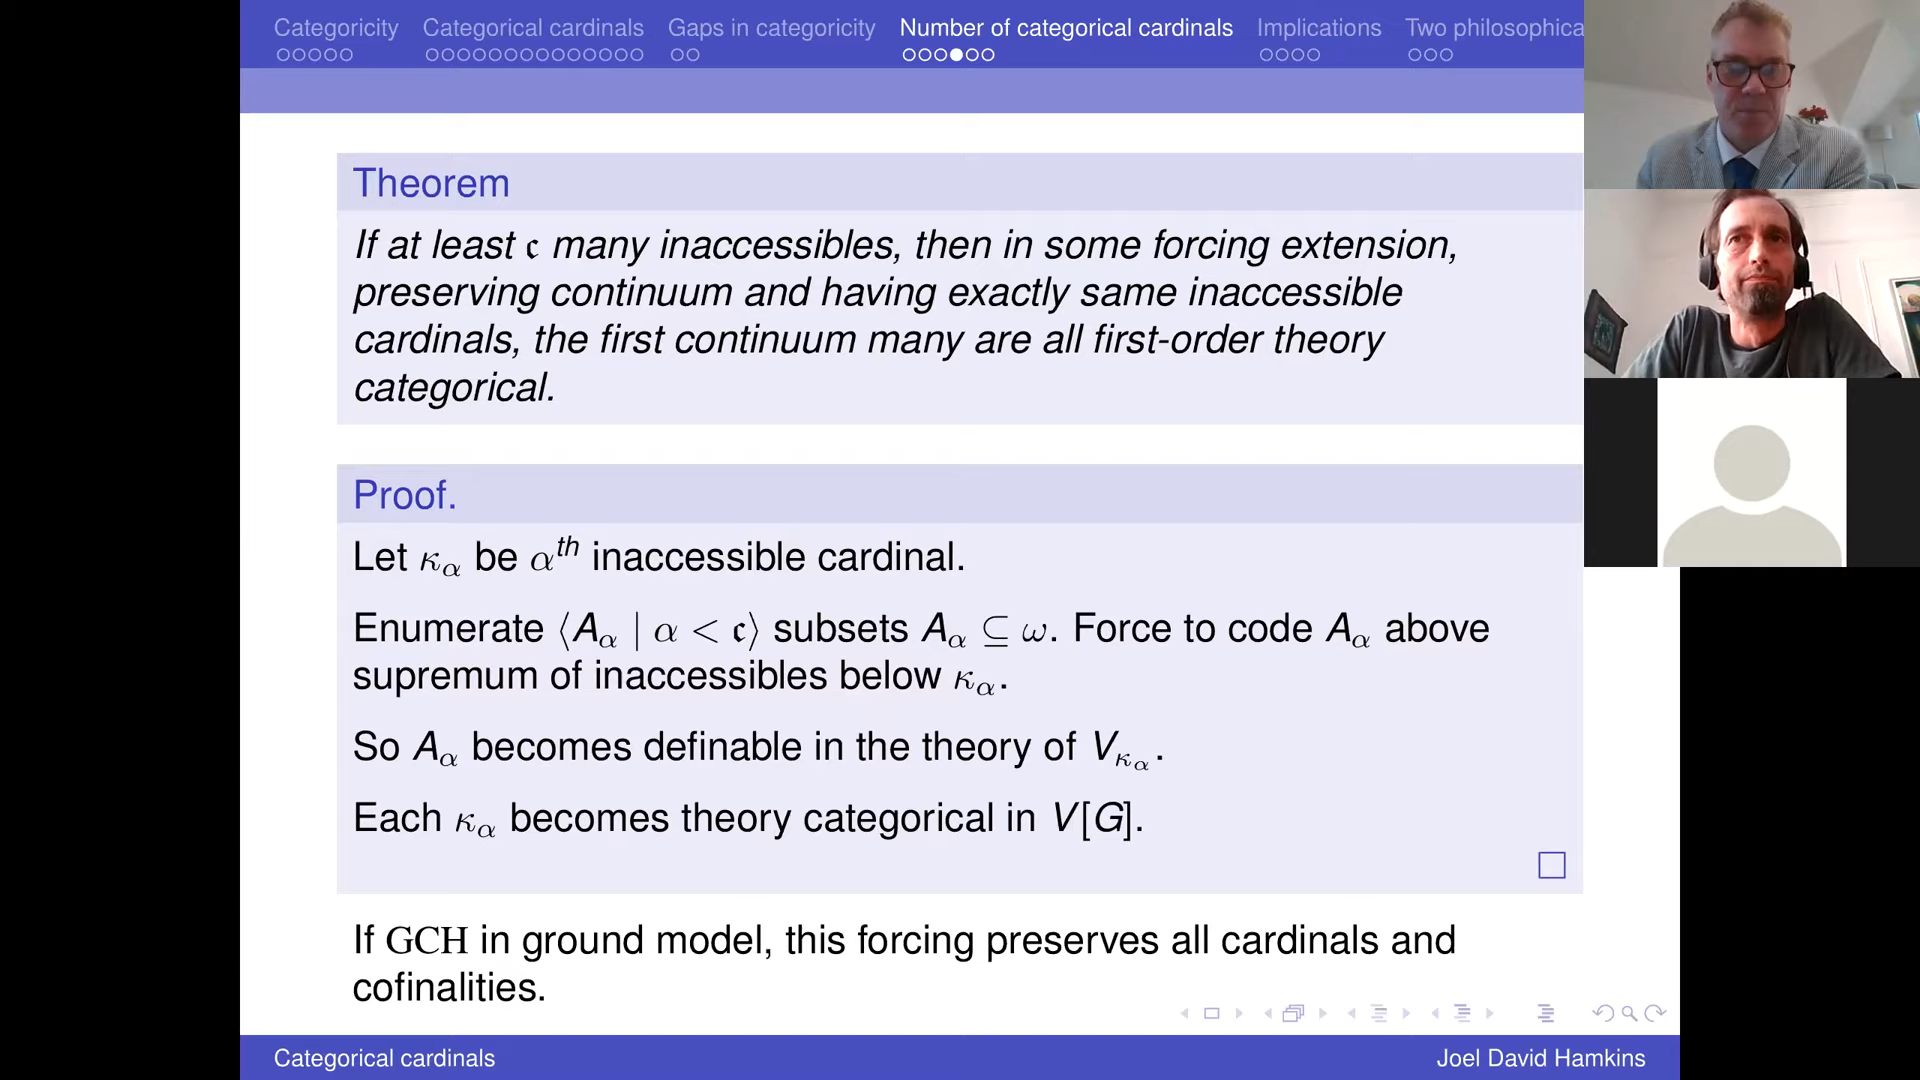 Categoricity Categorical cardinals Gaps in categoricity Number of categorical cardinals Implications Two philosophica
Theorem
If at least 𝔠 many inaccessibles, then in some forcing extension,
preserving continuum and having exactly same inaccessible
cardinals, the first continuum many are all first-order theory
categorical.
Proof.
Let κ_α be α^th inaccessible cardinal.
Enumerate ⟨A_α | α < 𝔠⟩ subsets A_α ⊆ ω. Force to code A_α above
supremum of inaccessibles below κ_α.
So A_α becomes definable in the theory of V_{κ_α}.
Each κ_α becomes theory categorical in V[G].
If GCH in ground model, this forcing preserves all cardinals and
cofinalities.
Categorical cardinals Joel David Hamkins